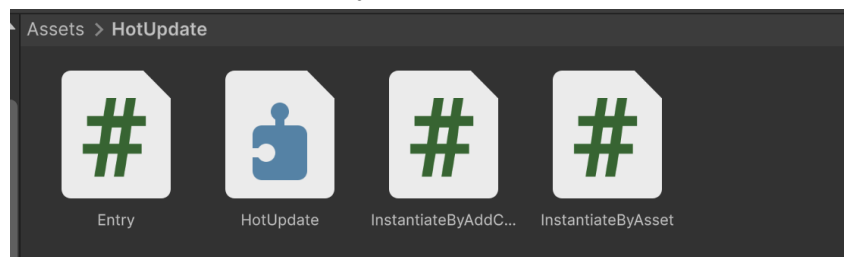 Assets > HotUpdate
Entry
HotUpdate
InstantiateByAddC...
InstantiateByAsset